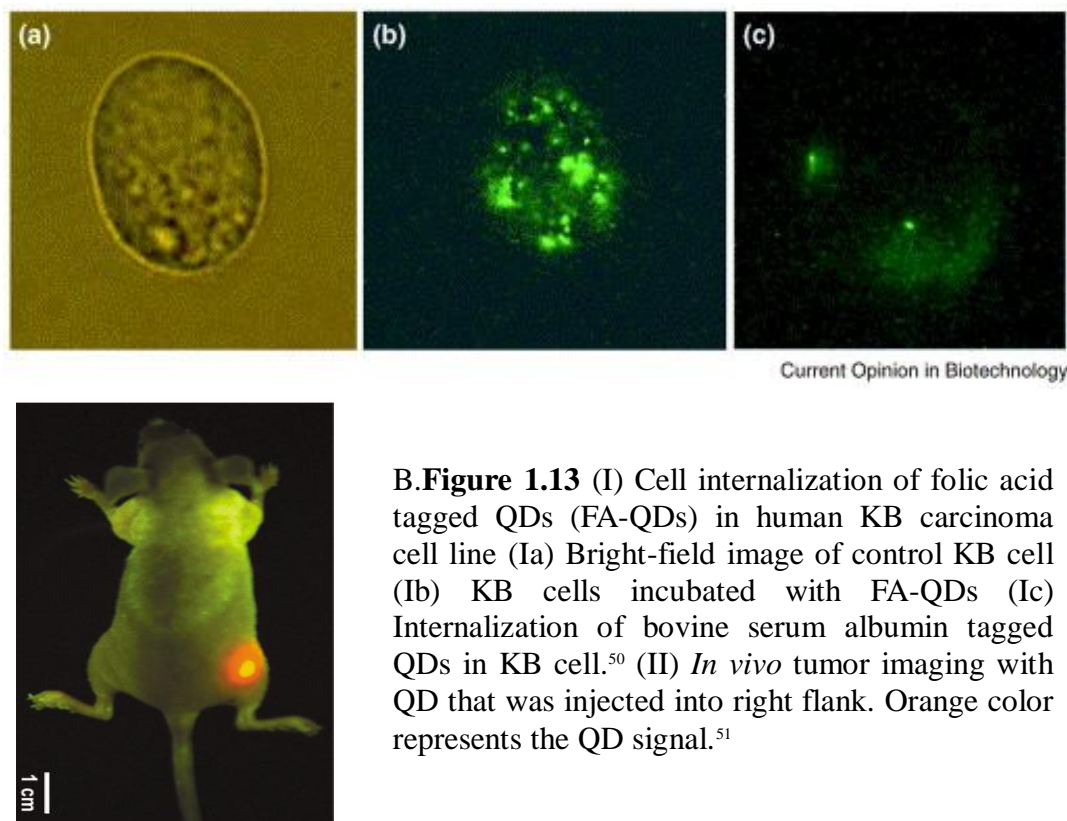 (a)
(b)
(c)
Current Opinion in Biotechnology
B.Figure 1.13 (I) Cell internalization of folic acid
tagged QDs (FA-QDs) in human KB carcinoma
cell line (Ia) Bright-field image of control KB cell
(Ib) KB cells incubated with FA-QDs (Ic)
Internalization of bovine serum albumin tagged
QDs in KB cell.⁵⁰ (II) In vivo tumor imaging with
QD that was injected into right flank. Orange color
represents the QD signal.⁵¹
1 cm